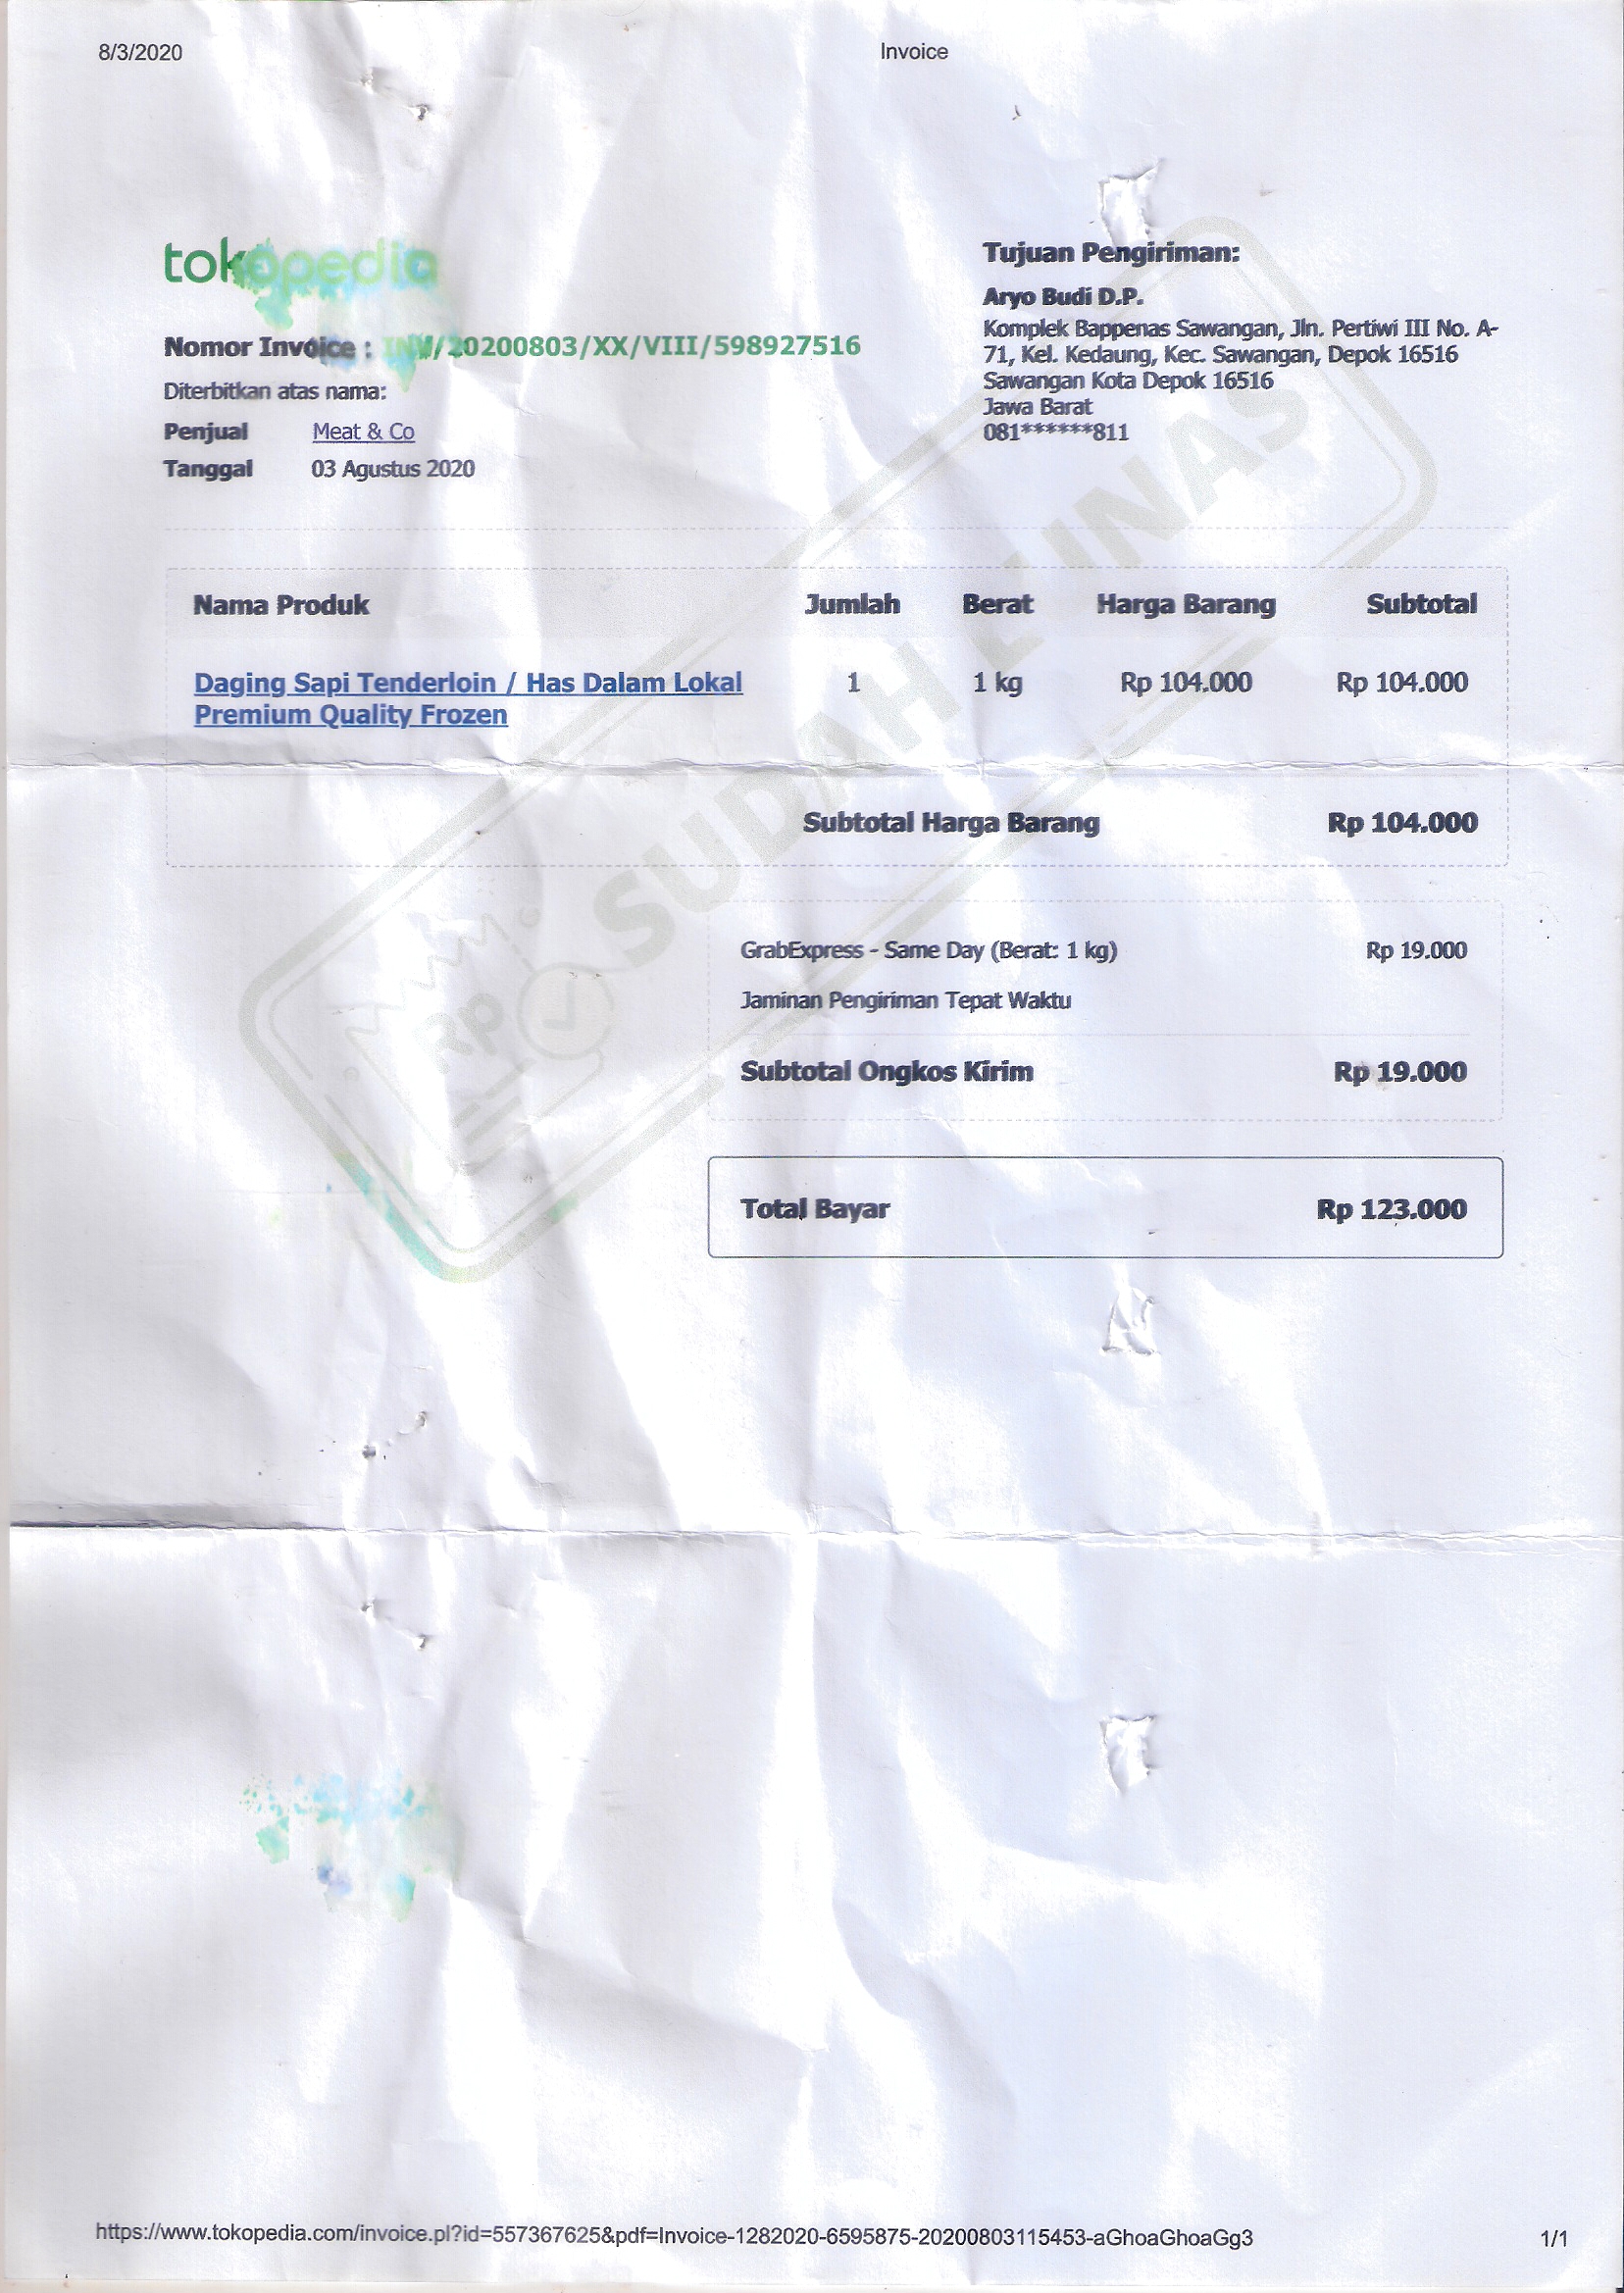 8/3/2020 Invoice
tokopedia
Nomor Invoice : INV/20200803/XX/VIII/598927516
Diterbitkan atas nama:
Penjual Meat & Co
Tanggal 03 Agustus 2020
Tujuan Pengiriman:
Aryo Budi D.P.
Komplek Bappenas Sawangan, Jln. Pertiwi III No. A-
71, Kel. Kedaung, Kec. Sawangan, Depok 16516
Sawangan Kota Depok 16516
Jawa Barat
081******811
Nama Produk Jumlah Berat Harga Barang Subtotal
Daging Sapi Tenderloin / Has Dalam Lokal 1 1 kg Rp 104.000 Rp 104.000
Premium Quality Frozen
Subtotal Harga Barang Rp 104.000
GrabExpress - Same Day (Berat: 1 kg) Rp 19.000
Jaminan Pengiriman Tepat Waktu
Subtotal Ongkos Kirim Rp 19.000
Total Bayar Rp 123.000
RP SUDAH LUNAS
https://www.tokopedia.com/invoice.pl?id=557367625&pdf=Invoice-1282020-6595875-20200803115453-aGhoaGhoaGg3 1/1